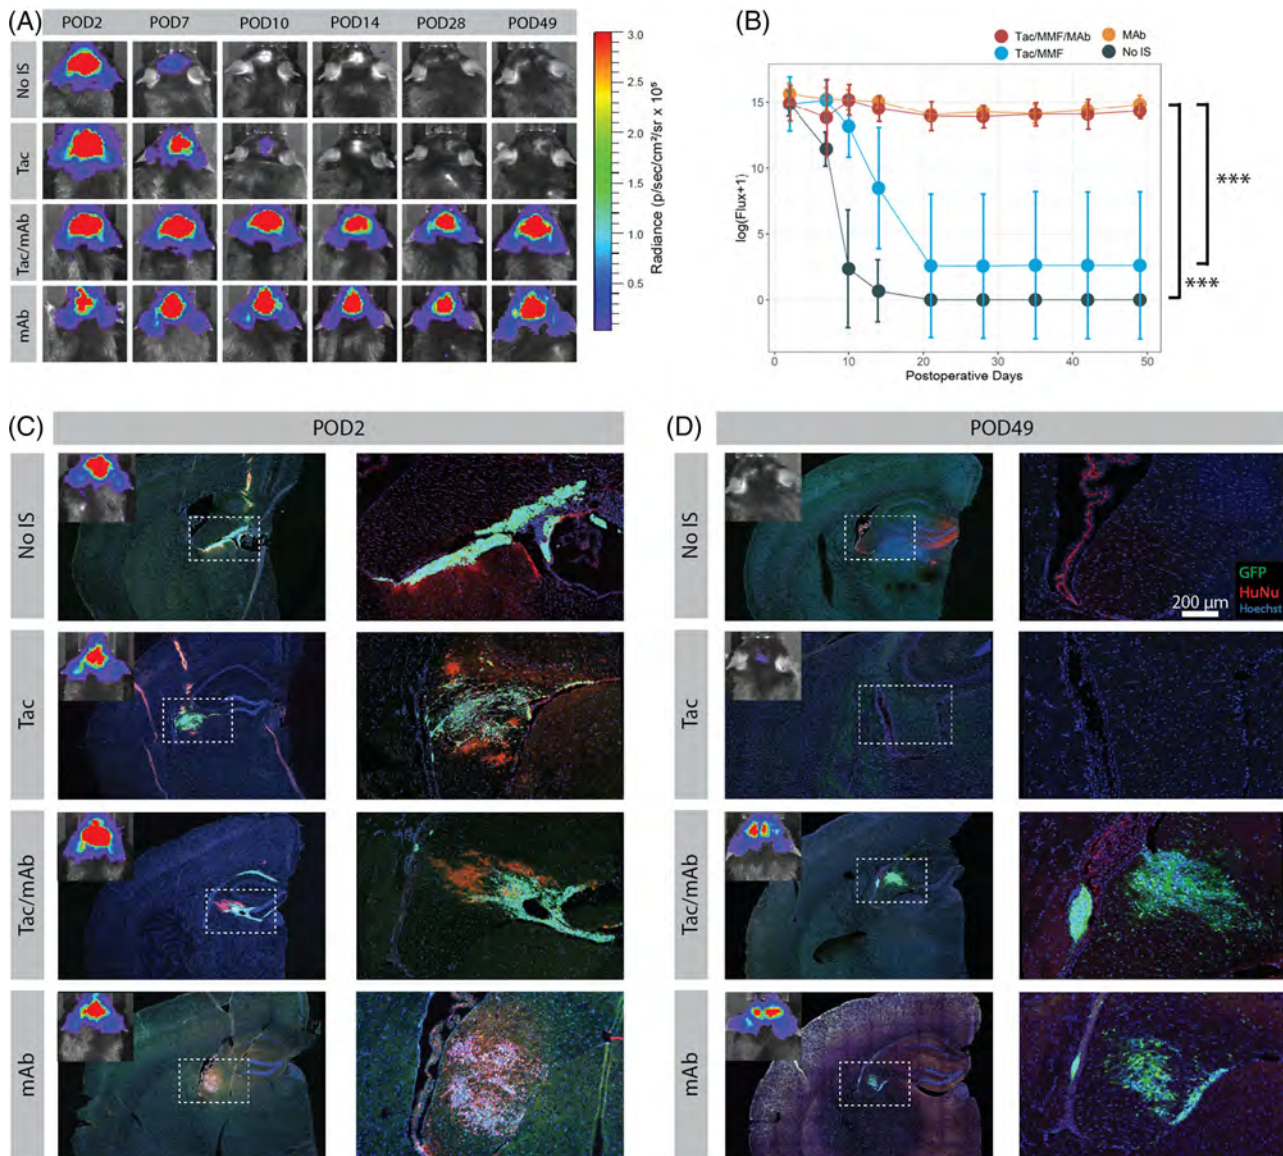 (A)
POD2 POD7 POD10 POD14 POD28 POD49
No IS
Tac
Tac/mAb
mAb
3.0
2.5
2.0
1.5
1.0
0.5
Radiance (p/sec/cm²/sr x 10⁵
(B)
Tac/MMF/MAb MAb
Tac/MMF No IS
log(Flux+1)
15
10
5
0
0 10 20 30 40 50
Postoperative Days
***
***
(C)
POD2
No IS
Tac
Tac/mAb
mAb
(D)
POD49
No IS
GFP
HuNu
Hoechst
200 µm
Tac
Tac/mAb
mAb